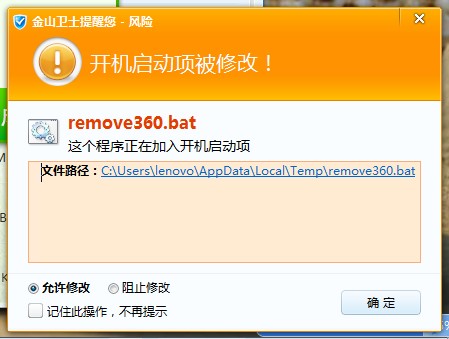 金山卫士提醒您 - 风险
开机启动项被修改！
remove360.bat
这个程序正在加入开机启动项
文件路径：C:\Users\lenovo\AppData\Local\Temp\remove360.bat
允许修改 阻止修改
记住此操作，不再提示
确 定